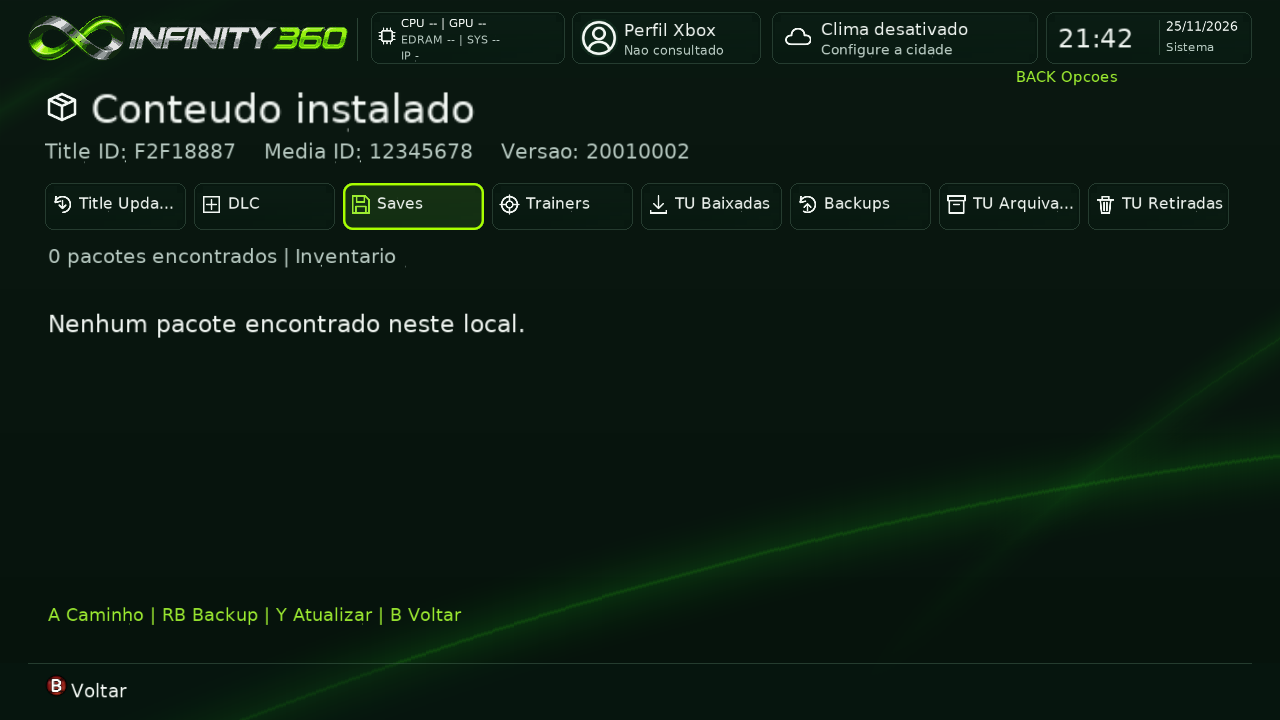 INFINITY 360
CPU -- | GPU --
EDRAM -- | SYS --
IP -
Perfil Xbox
Nao consultado
Clima desativado
Configure a cidade
21:42
25/11/2026
Sistema
BACK Opcoes
Conteudo instalado
Title ID: F2F18887 Media ID: 12345678 Versao: 20010002
Title Upda... DLC Saves Trainers TU Baixadas Backups TU Arquiva... TU Retiradas
0 pacotes encontrados | Inventario
Nenhum pacote encontrado neste local.
A Caminho | RB Backup | Y Atualizar | B Voltar
B Voltar